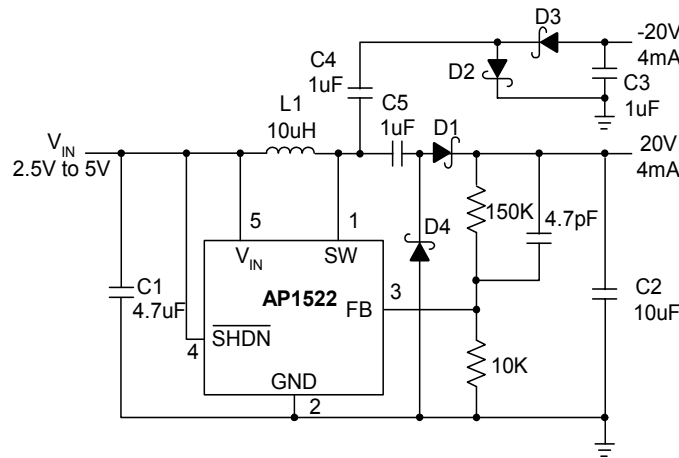 D3
-20V
4mA
C4
1uF
D2
C3
1uF
L1
10uH
C5
1uF
D1
VIN
2.5V to 5V
20V
4mA
5
1
150K
4.7pF
D4
VIN
SW
AP1522
3
FB
C1
4.7uF
C2
10uF
SHDN
4
10K
GND
2